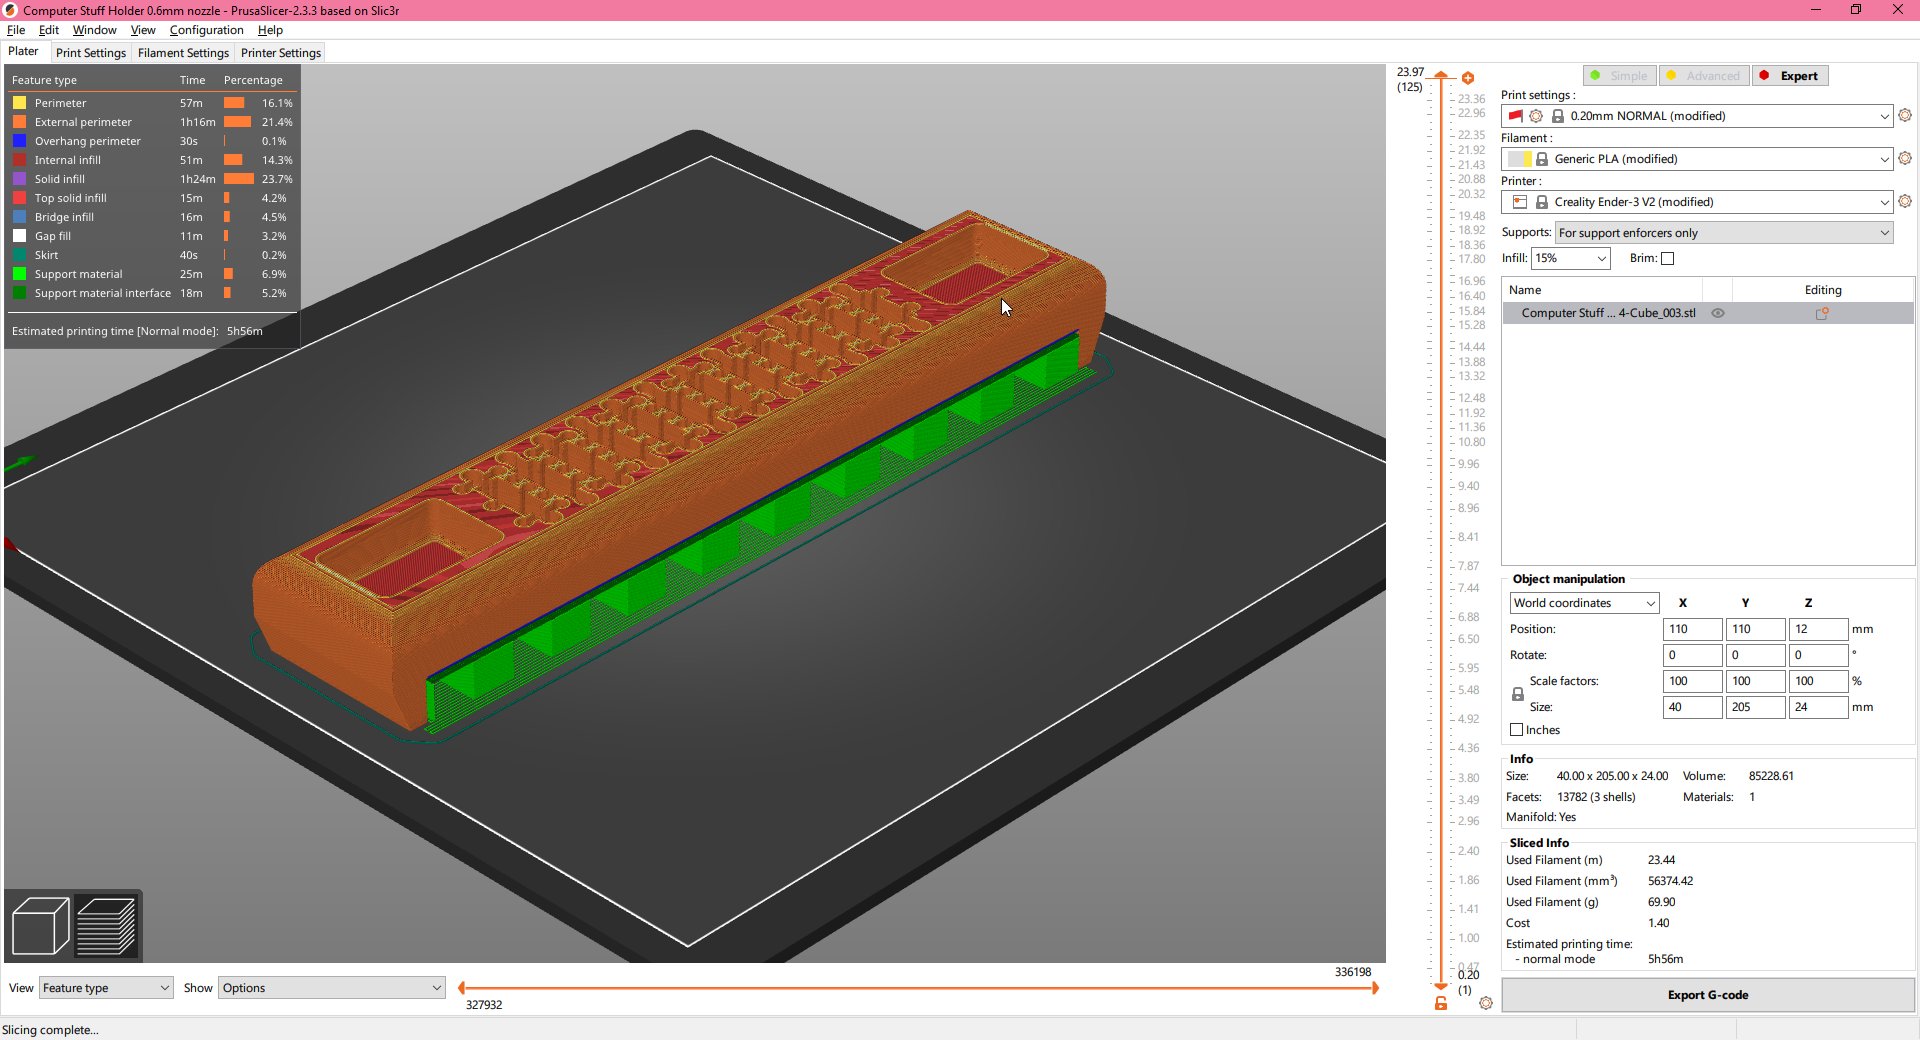 Computer Stuff Holder 0.6mm nozzle - PrusaSlicer-2.3.3 based on Slic3r
File Edit Window View Configuration Help
Plater Print Settings Filament Settings Printer Settings
Feature type Time Percentage
Perimeter 57m 16.1%
External perimeter 1h16m 21.4%
Overhang perimeter 30s 0.1%
Internal infill 51m 14.3%
Solid infill 1h24m 23.7%
Top solid infill 15m 4.2%
Bridge infill 16m 4.5%
Gap fill 11m 3.2%
Skirt 40s 0.2%
Support material 25m 6.9%
Support material interface 18m 5.2%
Estimated printing time [Normal mode]: 5h56m
23.97
(125)
23.36
22.96
22.35
21.92
21.43
20.88
20.32
19.48
18.92
18.36
17.80
16.96
16.40
15.84
15.28
14.44
13.88
13.32
12.48
11.92
11.36
10.80
9.96
9.40
8.96
8.41
7.87
7.44
6.88
6.50
5.95
5.48
4.92
4.36
3.80
3.49
2.96
2.40
1.86
1.41
1.00
0.47
0.20
(1)
Simple Advanced Expert
Print settings :
0.20mm NORMAL (modified)
Filament :
Generic PLA (modified)
Printer :
Creality Ender-3 V2 (modified)
Supports: For support enforcers only
Infill: 15% Brim:
Name Editing
Computer Stuff ... 4-Cube_003.stl
Object manipulation
World coordinates X Y Z
Position: 110 110 12 mm
Rotate: 0 0 0 °
Scale factors: 100 100 100 %
Size: 40 205 24 mm
Inches
Info
Size: 40.00 x 205.00 x 24.00 Volume: 85228.61
Facets: 13782 (3 shells) Materials: 1
Manifold: Yes
Sliced Info
Used Filament (m) 23.44
Used Filament (mm³) 56374.42
Used Filament (g) 69.90
Cost 1.40
Estimated printing time:
- normal mode 5h56m
Export G-code
View Feature type Show Options
336198
327932
Slicing complete...